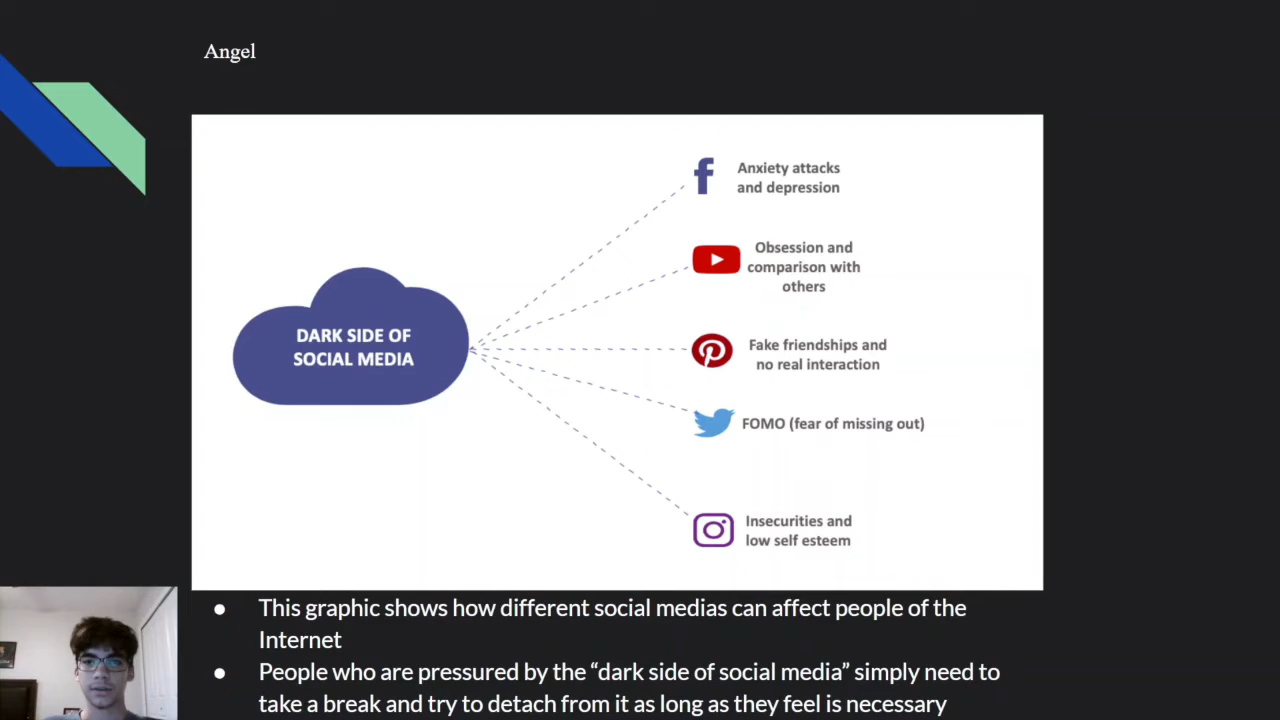 Angel
Anxiety attacks
and depression
Obsession and
comparison with
others
DARK SIDE OF
SOCIAL MEDIA
Fake friendships and
no real interaction
FOMO (fear of missing out)
Insecurities and
low self esteem
● This graphic shows how different social medias can affect people of the
Internet
● People who are pressured by the “dark side of social media” simply need to
take a break and try to detach from it as long as they feel is necessary